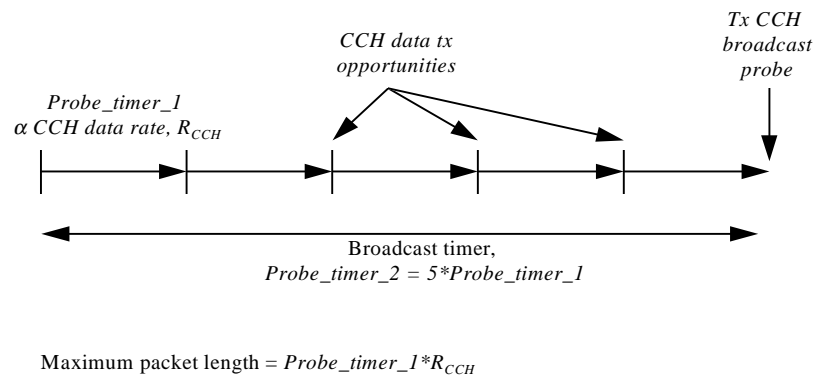 Tx CCH
broadcast
probe
CCH data tx
opportunities
Probe_timer_1
α CCH data rate, R_CCH
Broadcast timer,
Probe_timer_2 = 5*Probe_timer_1
Maximum packet length = Probe_timer_1*R_CCH